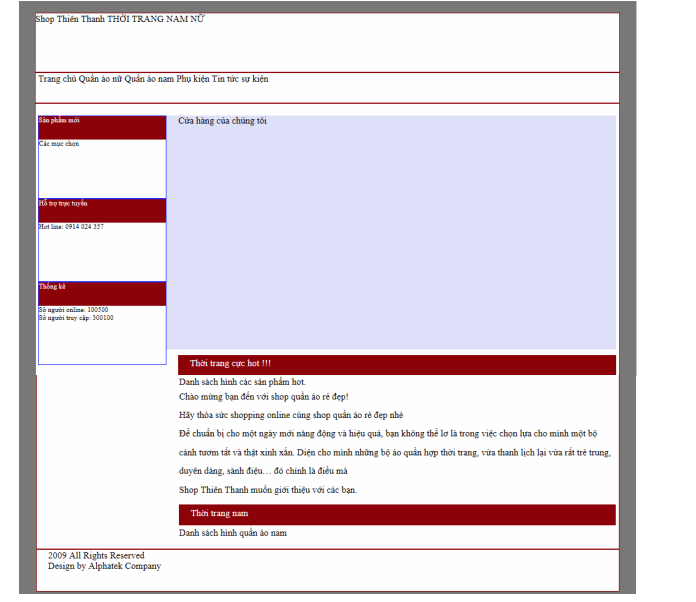 Shop Thiên Thanh THỜI TRANG NAM NỮ
Trang chủ Quần áo nữ Quần áo nam Phụ kiện Tin tức sự kiện
Sản phẩm mới
Các mục chọn
Hỗ trợ trực tuyến
Hot line: 0914 024 357
Thống kê
Số người online: 100500
Số người truy cập: 300100
Cửa hàng của chúng tôi
Thời trang cực hot !!!
Danh sách hình các sản phẩm hot.
Chào mừng bạn đến với shop quần áo rẻ đẹp!
Hãy thỏa sức shopping online cùng shop quần áo rẻ đẹp nhé
Để chuẩn bị cho một ngày mới năng động và hiệu quả, bạn không thể lơ là trong việc chọn lựa cho mình một bộ
cánh tươm tất và thật xinh xắn. Diện cho mình những bộ áo quần hợp thời trang, vừa thanh lịch lại vừa rất trẻ trung,
duyên dáng, sành điệu… đó chính là điều mà
Shop Thiên Thanh muốn giới thiệu với các bạn.
Thời trang nam
Danh sách hình quần áo nam
2009 All Rights Reserved
Design by Alphatek Company